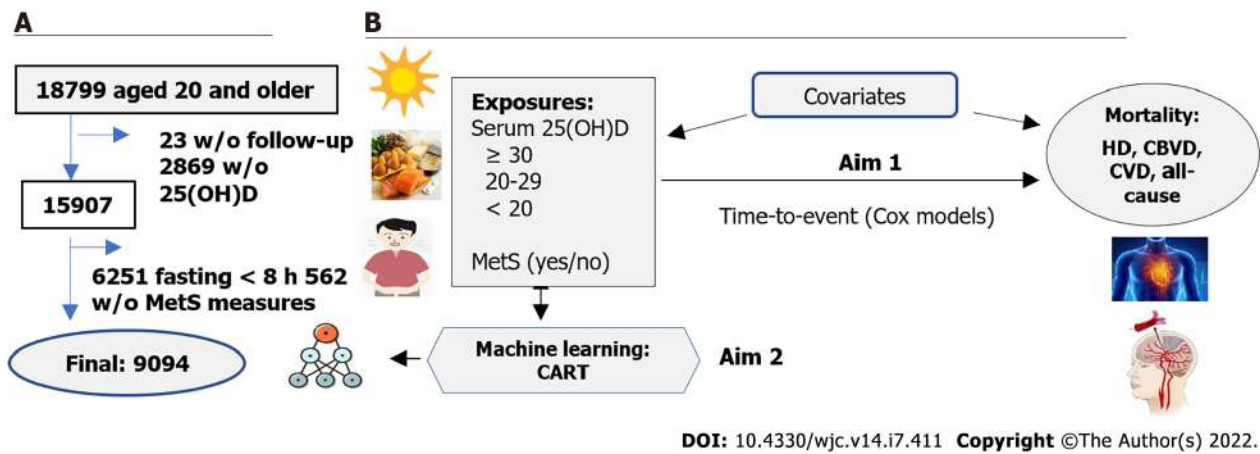 A
18799 aged 20 and older
23 w/o follow-up
2869 w/o
25(OH)D
15907
6251 fasting < 8 h 562
w/o MetS measures
Final: 9094
B
Exposures:
Serum 25(OH)D
≥ 30
20-29
< 20
MetS (yes/no)
Covariates
Aim 1
Time-to-event (Cox models)
Mortality:
HD, CBVD,
CVD, all-
cause
Machine learning:
CART
Aim 2
DOI: 10.4330/wjc.v14.i7.411 Copyright ©The Author(s) 2022.